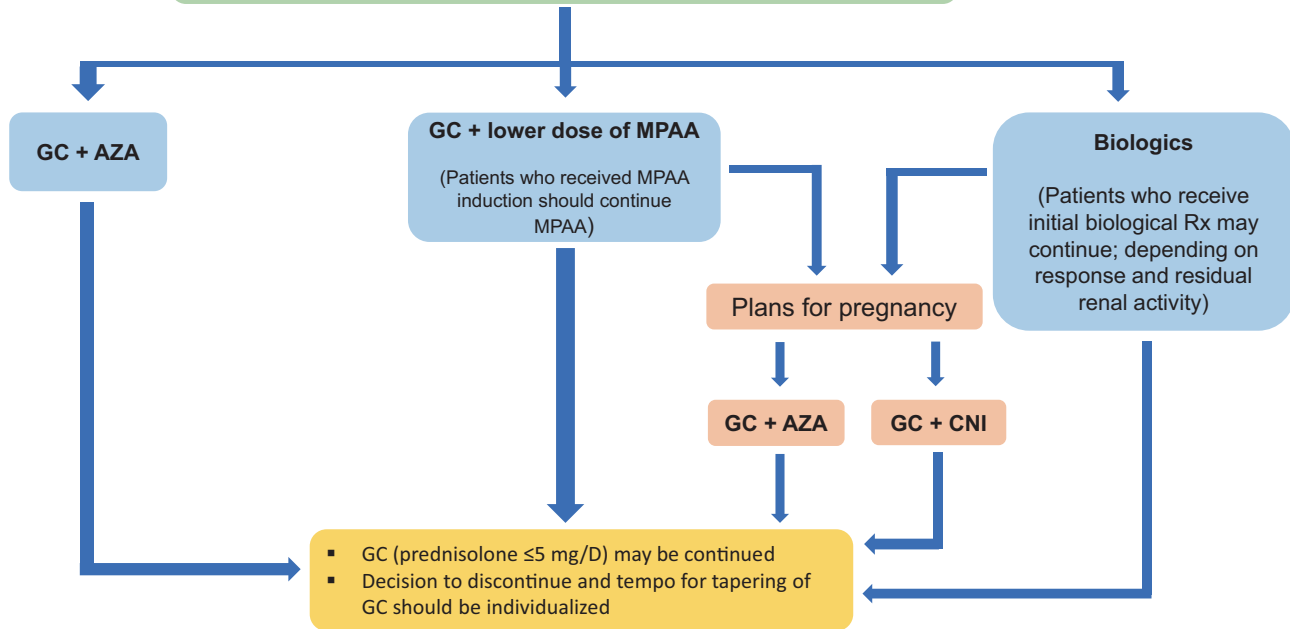 GC + AZA
GC + lower dose of MPAA
(Patients who received MPAA
induction should continue
MPAA)
Biologics
(Patients who receive
initial biological Rx may
continue; depending on
response and residual
renal activity)
Plans for pregnancy
GC + AZA
GC + CNI
▪ GC (prednisolone ≤5 mg/D) may be continued
▪ Decision to discontinue and tempo for tapering of
GC should be individualized